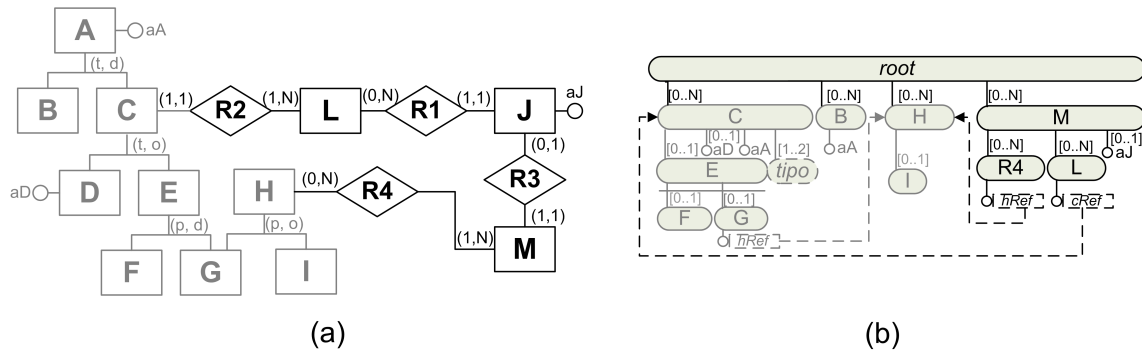 A
aA
(t, d)
B
C
(1,1)
R2
(1,N)
L
(0,N)
R1
(1,1)
J
aJ
(t, o)
(0,1)
aD
D
E
H
(0,N)
R4
R3
(p, d)
(p, o)
(1,N)
(1,1)
M
F
G
I
(a)
root
[0..N]
[0..N]
[0..N]
[0..N]
C
B
H
M
[0..1]
[0..1]
aD
aA
[1..2]
aA
[0..1]
[0..N]
[0..N]
[0..1]
aJ
E
tipo
I
R4
L
[0..1]
[0..1]
F
G
hRef
hRef
cRef
(b)